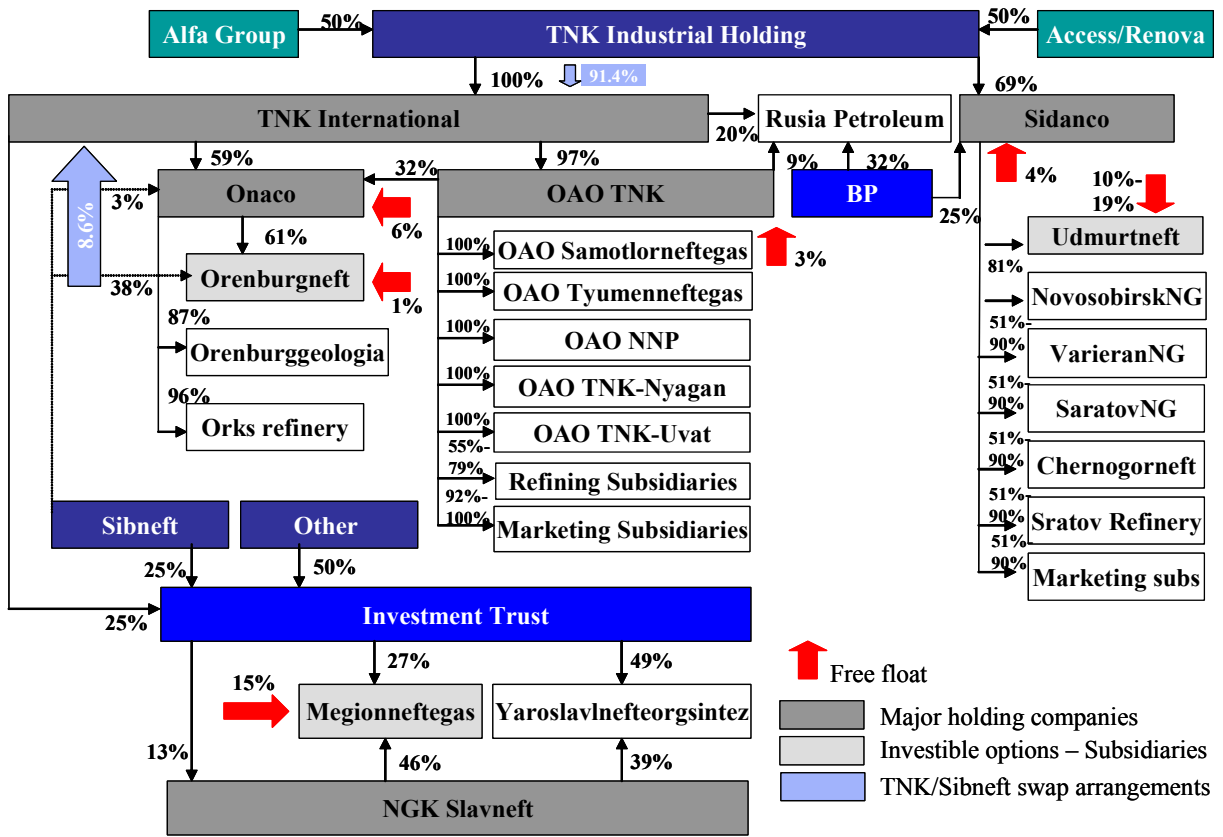 Alfa Group
50%
TNK Industrial Holding
50%
Access/Renova
100%
91.4%
69%
TNK International
20%
Rusia Petroleum
Sidanco
59%
97%
32%
9%
32%
4%
3%
Onaco
OAO TNK
BP
25%
10%-
19%
6%
8.6%
61%
3%
Udmurtneft
81%
Orenburgneft
38%
1%
100%
OAO Samotlorneftegas
100%
OAO Tyumenneftegas
NovosobirskNG
87%
Orenburggeologia
100%
OAO NNP
51%-
90%
VarieranNG
100%
OAO TNK-Nyagan
51%-
90%
SaratovNG
96%
Orks refinery
100%
OAO TNK-Uvat
55%-
79%
Refining Subsidiaries
51%-
90%
Chernogorneft
92%-
100%
Marketing Subsidiaries
51%-
90%
Sratov Refinery
51%-
90%
Marketing subs
Sibneft
Other
25%
50%
25%
Investment Trust
27%
49%
15%
Megionneftegas
Yaroslavlnefteorgsintez
13%
46%
39%
NGK Slavneft
Free float
Major holding companies
Investible options – Subsidiaries
TNK/Sibneft swap arrangements